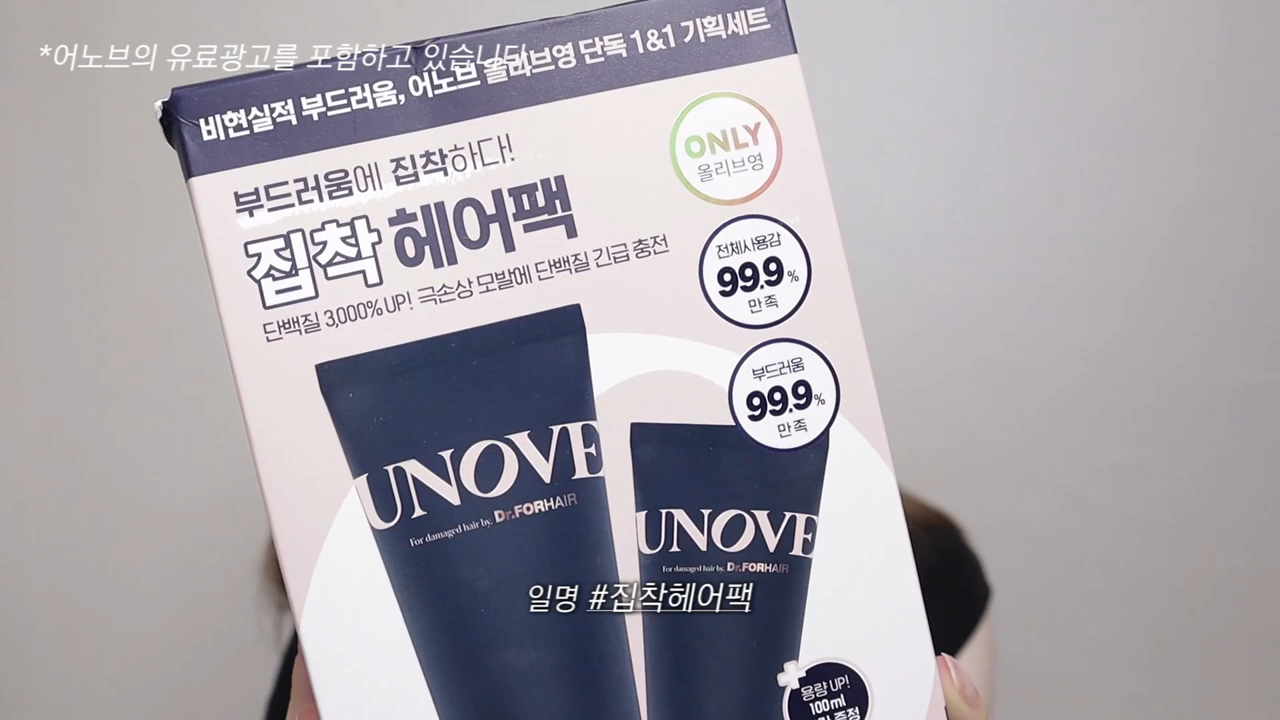 *어노브의 유료광고를 포함하고 있습니다
비현실적 부드러움, 어노브 올리브영 단독 1&1 기획세트
ONLY
올리브영
부드러움에 집착하다!
집착 헤어팩
단백질 3,000% UP! 극손상 모발에 단백질 긴급 충전
전체사용감
99.9%
만족
부드러움
99.9%
만족
UNOVE
For damaged hair by. Dr.FORHAIR
UNOVE
For damaged hair by. Dr.FORHAIR
일명 #집착헤어팩
용량 UP!
100ml
증정